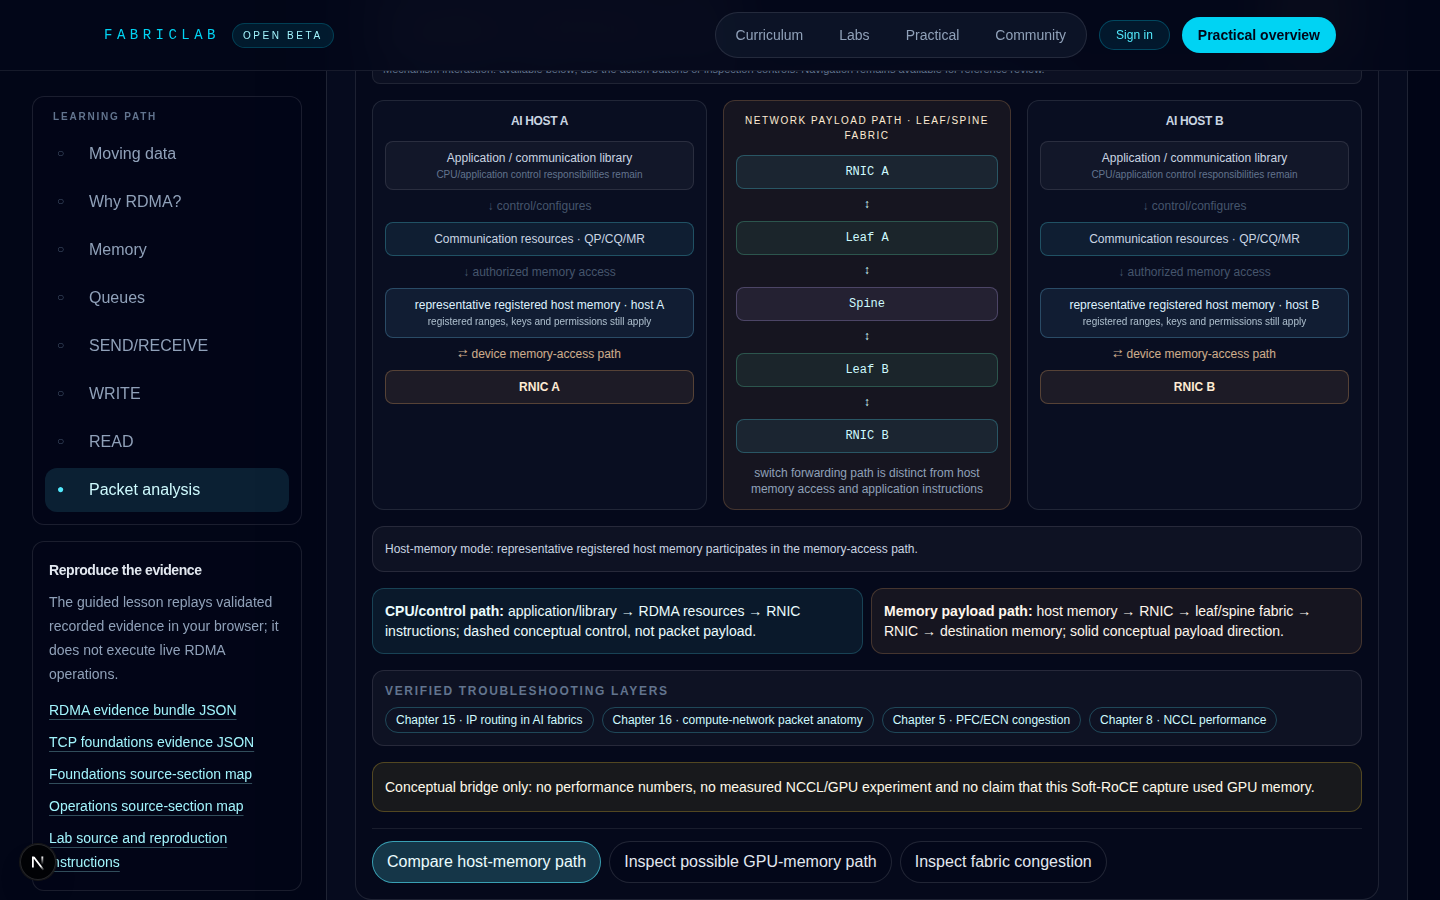 FABRICLAB
OPEN BETA
Curriculum
Labs
Practical
Community
Sign in
Practical overview
LEARNING PATH
Moving data
Why RDMA?
Memory
Queues
SEND/RECEIVE
WRITE
READ
Packet analysis
Reproduce the evidence
The guided lesson replays validated
recorded evidence in your browser; it
does not execute live RDMA
operations.
RDMA evidence bundle JSON
TCP foundations evidence JSON
Foundations source-section map
Operations source-section map
Lab source and reproduction
instructions
AI HOST A
Application / communication library
CPU/application control responsibilities remain
↓ control/configures
Communication resources · QP/CQ/MR
↓ authorized memory access
representative registered host memory · host A
registered ranges, keys and permissions still apply
⇄ device memory-access path
RNIC A
NETWORK PAYLOAD PATH · LEAF/SPINE
FABRIC
RNIC A
↕
Leaf A
↕
Spine
↕
Leaf B
↕
RNIC B
switch forwarding path is distinct from host
memory access and application instructions
AI HOST B
Application / communication library
CPU/application control responsibilities remain
↓ control/configures
Communication resources · QP/CQ/MR
↓ authorized memory access
representative registered host memory · host B
registered ranges, keys and permissions still apply
⇄ device memory-access path
RNIC B
Host-memory mode: representative registered host memory participates in the memory-access path.
CPU/control path: application/library → RDMA resources → RNIC
instructions; dashed conceptual control, not packet payload.
Memory payload path: host memory → RNIC → leaf/spine fabric →
RNIC → destination memory; solid conceptual payload direction.
VERIFIED TROUBLESHOOTING LAYERS
Chapter 15 · IP routing in AI fabrics
Chapter 16 · compute-network packet anatomy
Chapter 5 · PFC/ECN congestion
Chapter 8 · NCCL performance
Conceptual bridge only: no performance numbers, no measured NCCL/GPU experiment and no claim that this Soft-RoCE capture used GPU memory.
Compare host-memory path
Inspect possible GPU-memory path
Inspect fabric congestion